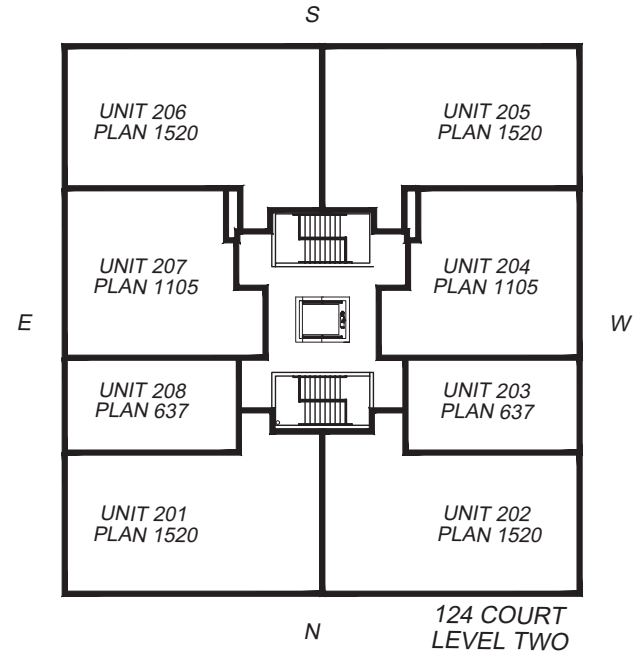 S
UNIT 206
PLAN 1520
UNIT 205
PLAN 1520
UNIT 207
PLAN 1105
UNIT 204
PLAN 1105
E
W
UNIT 208
PLAN 637
UNIT 203
PLAN 637
UNIT 201
PLAN 1520
UNIT 202
PLAN 1520
N
124 COURT
LEVEL TWO